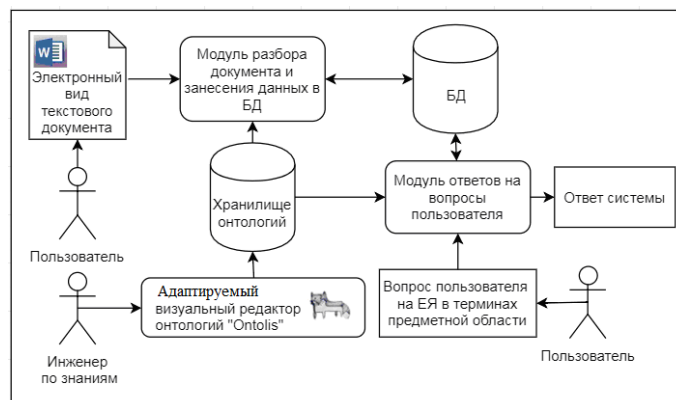 W
Электронный
вид
текстового
документа
Модуль разбора
документа и
занесения данных в
БД
БД
Хранилище
онтологий
Модуль ответов на
вопросы
пользователя
Ответ системы
Пользователь
Адаптируемый
визуальный редактор
онтологий "Ontolis"
Вопрос пользователя
на ЕЯ в терминах
предметной области
Пользователь
Инженер
по знаниям